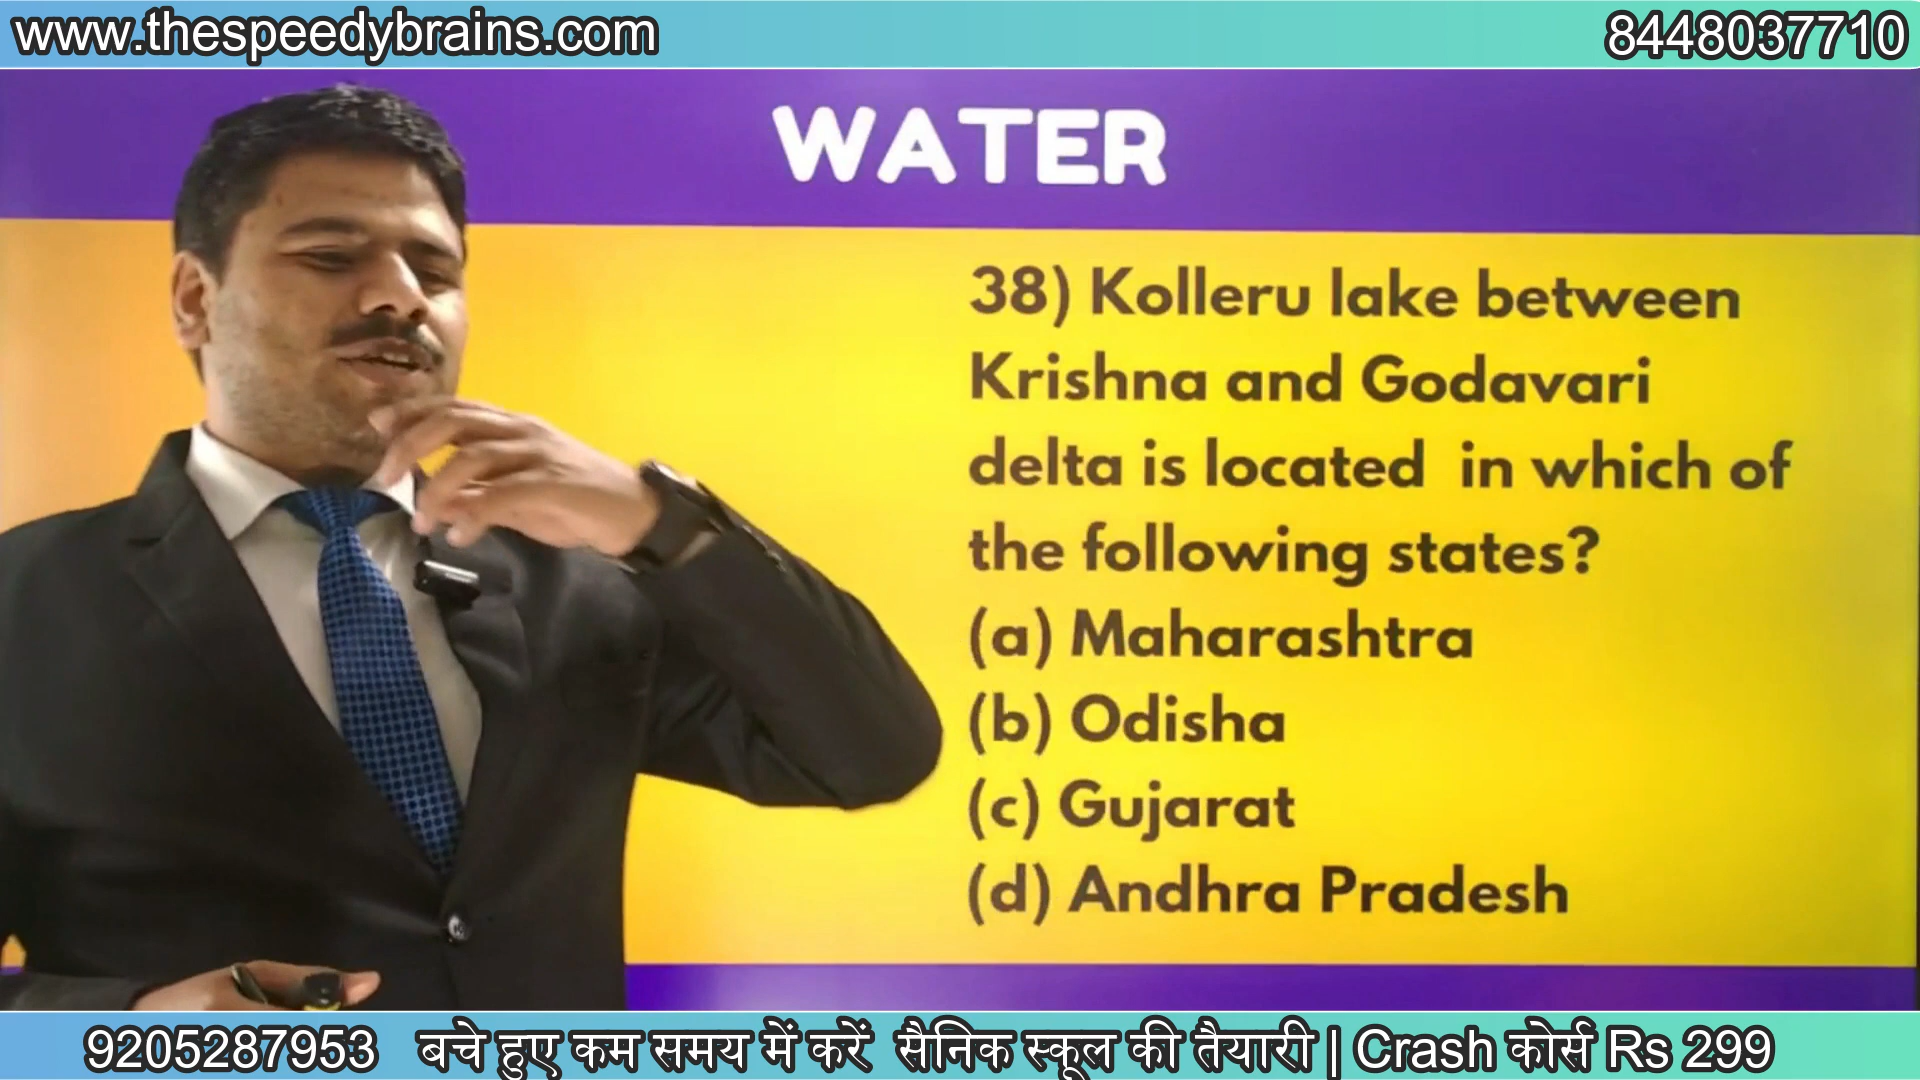 www.thespeedybrains.com
8448037710
WATER
38) Kolleru lake between
Krishna and Godavari
delta is located in which of
the following states?
(a) Maharashtra
(b) Odisha
(c) Gujarat
(d) Andhra Pradesh
9205287953 बचे हुए कम समय में करें सैनिक स्कूल की तैयारी | Crash कोर्स Rs 299